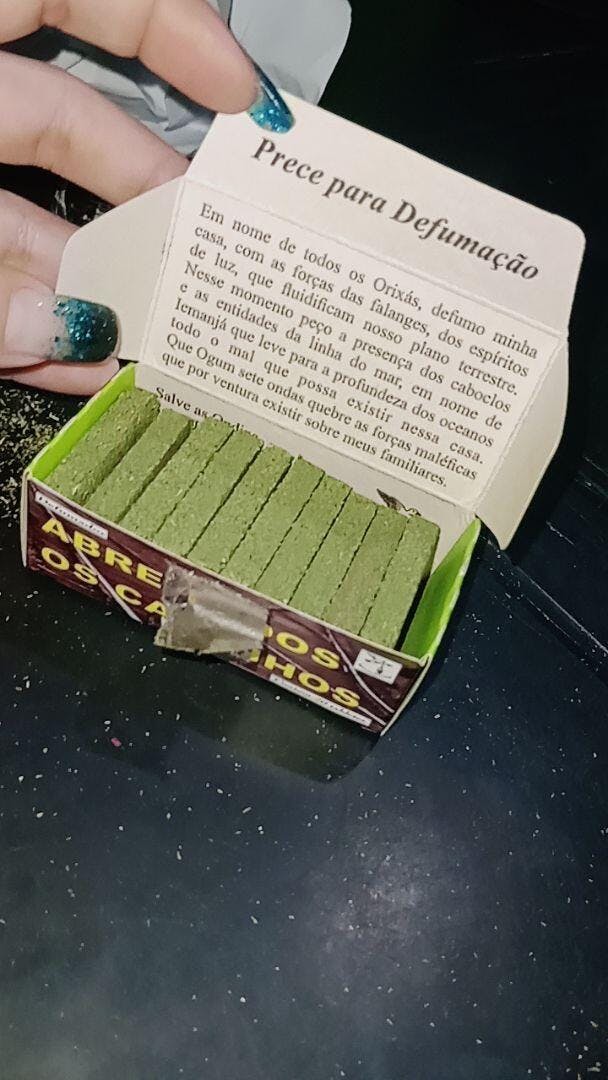 Prece para Defumação
Em nome de todos os Orixás, defumo minha
casa, com as forças das falanges, dos espíritos
de luz, que fluidificam nosso plano terrestre.
Nesse momento peço a presença dos caboclos
e as entidades da linha do mar, em nome de
Iemanjá que leve para a profundeza dos oceanos
todo o mal que possa existir nessa casa.
Que Ogum sete ondas quebre as forças maléficas
que por ventura existir sobre meus familiares.
Salve as
Defumador
ABRE
OS